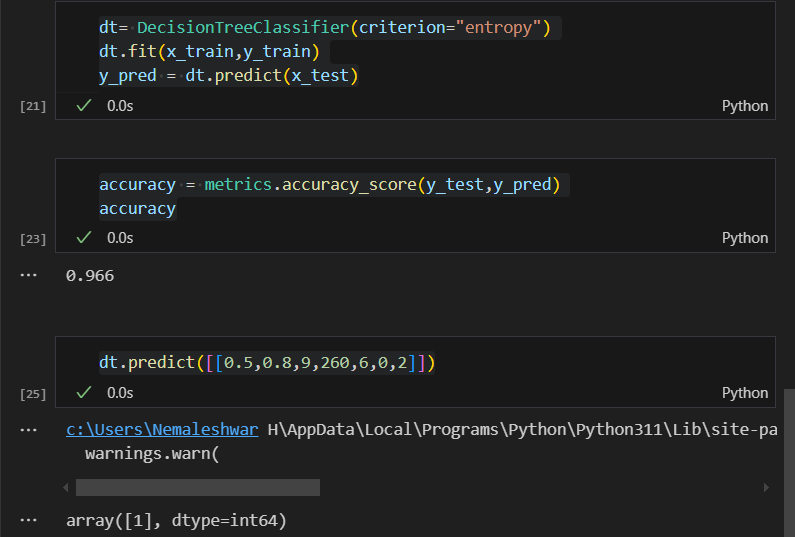 dt= DecisionTreeClassifier(criterion="entropy")
dt.fit(x_train,y_train)
y_pred = dt.predict(x_test)
[21]
0.0s
Python
accuracy = metrics.accuracy_score(y_test,y_pred)
accuracy
[23]
0.0s
Python
... 0.966
dt.predict([[0.5,0.8,9,260,6,0,2]])
[25]
0.0s
Python
... c:\Users\Nemaleshwar H\AppData\Local\Programs\Python\Python311\Lib\site-pa
warnings.warn(
... array([1], dtype=int64)